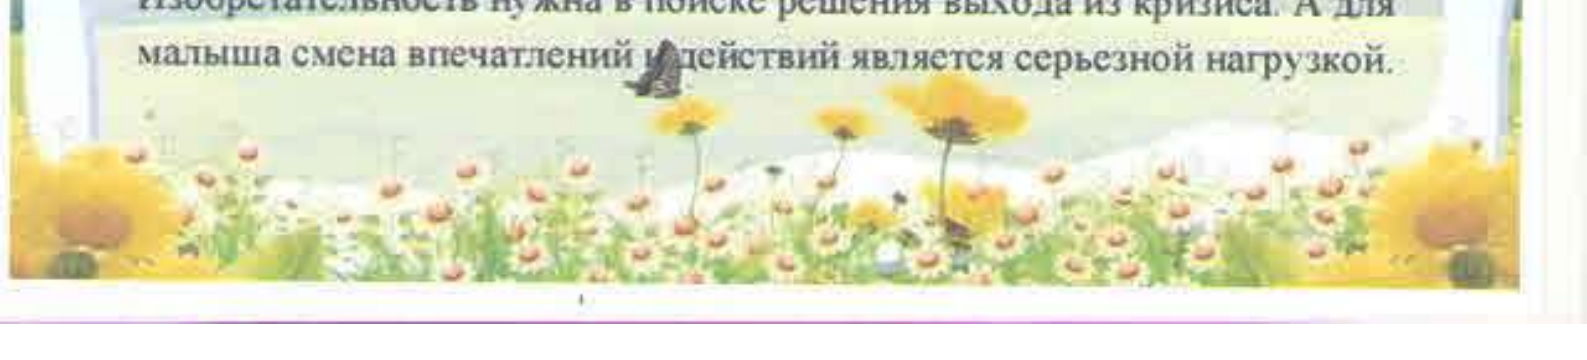 Изобретательность нужна в поиске решения выхода из кризиса. А для
малыша смена впечатлений и действий является серьезной нагрузкой.